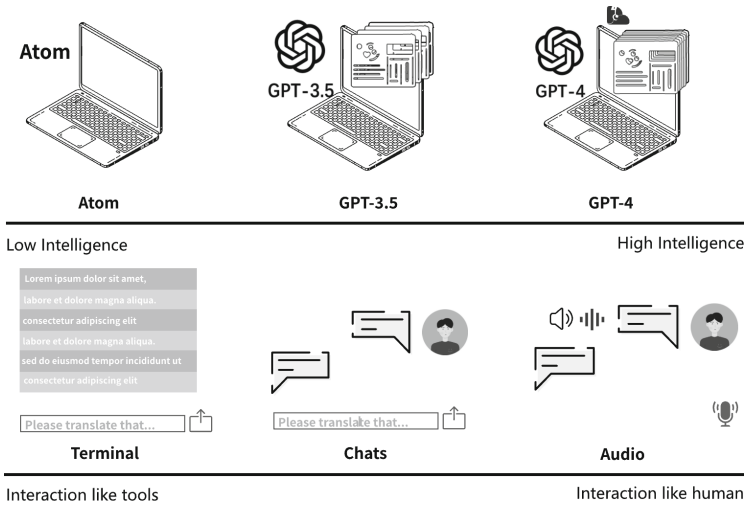 Atom
GPT-3.5
GPT-4
Atom
GPT-3.5
GPT-4
Low Intelligence
High Intelligence
Lorem ipsum dolor sit amet,
labore et dolore magna aliqua.
consectetur adipiscing elit
labore et dolore magna aliqua.
sed do eiusmod tempor incididunt ut
consectetur adipiscing elit
Please translate that...
Please translate that...
Terminal
Chats
Audio
Interaction like tools
Interaction like human